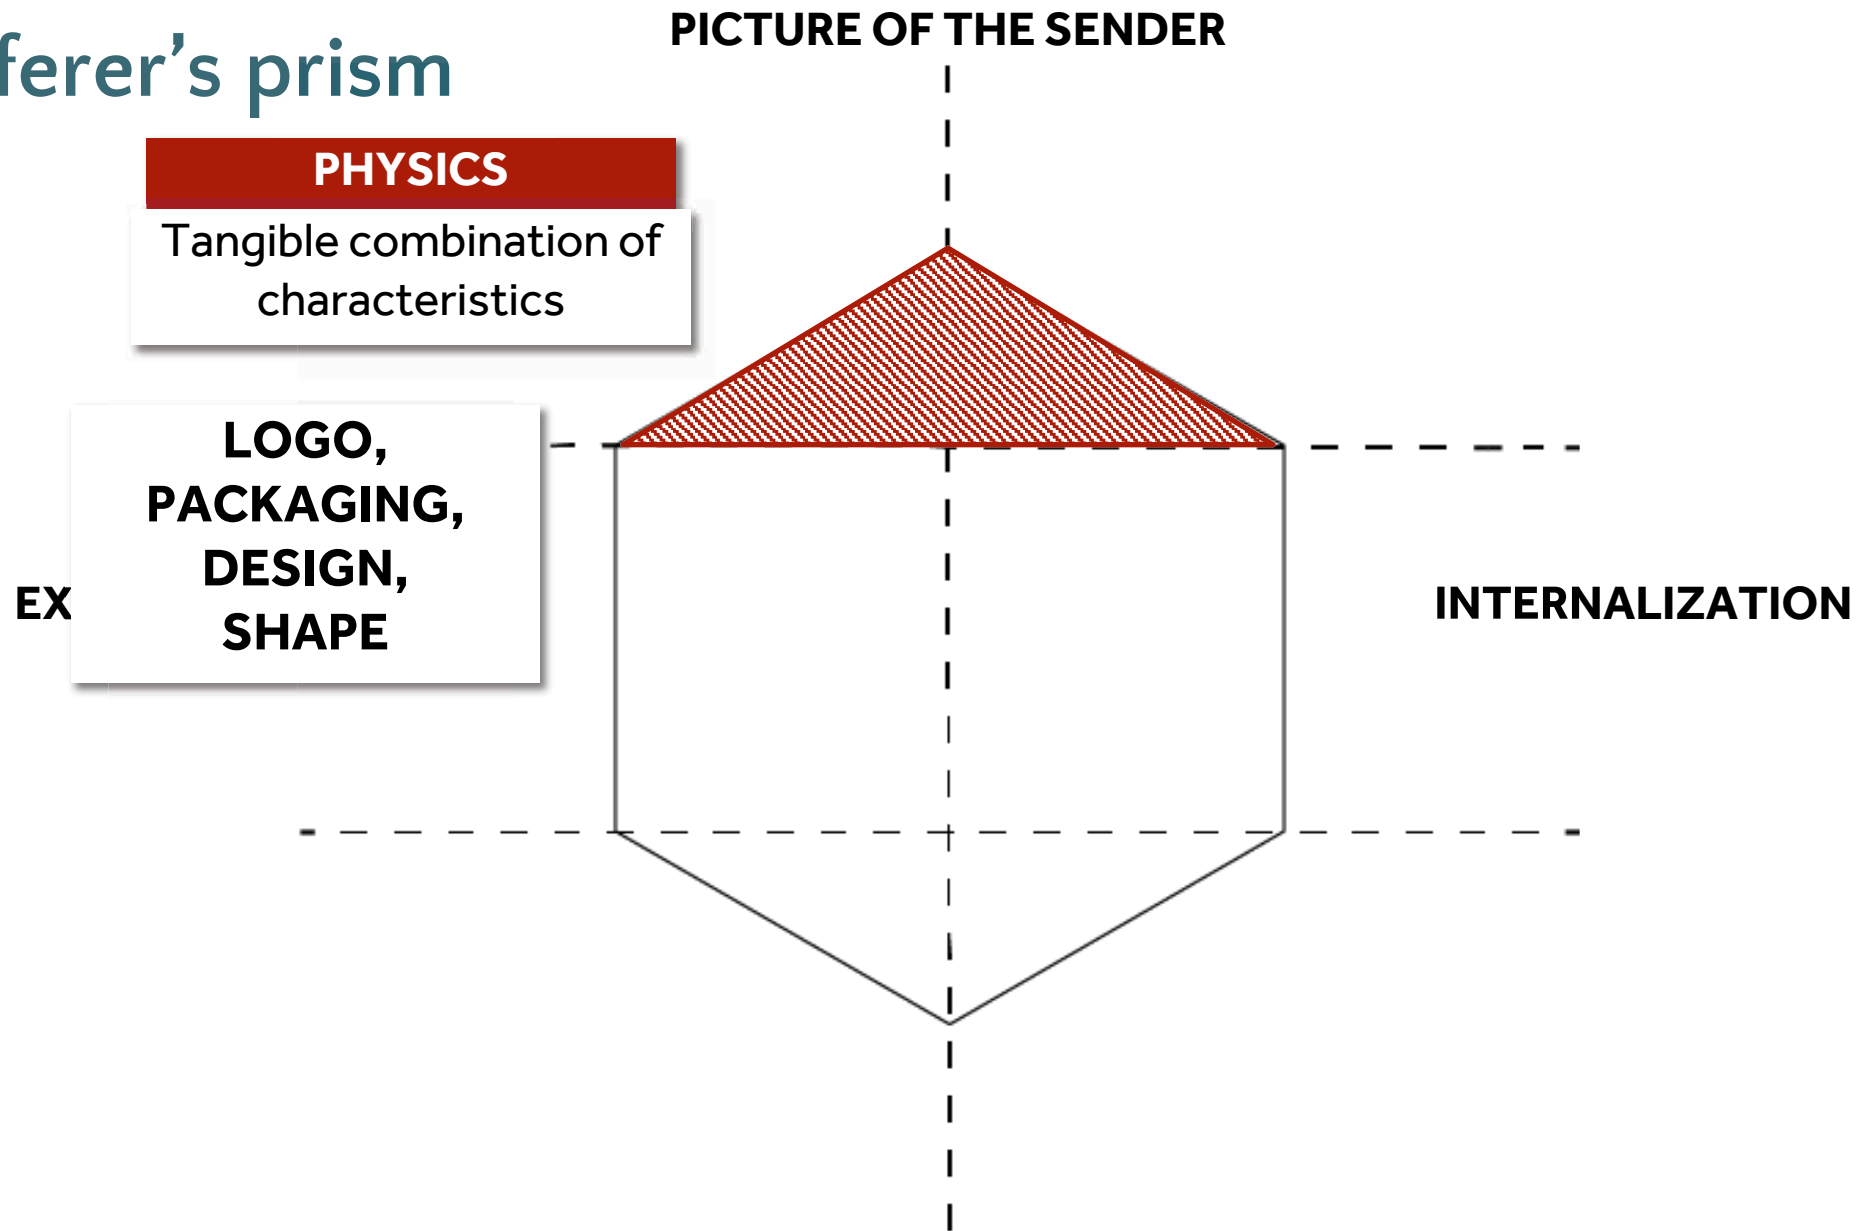 PICTURE OF THE SENDER
ferer’s prism
PHYSICS
Tangible combination of
characteristics
LOGO,
PACKAGING,
DESIGN,
SHAPE
EX
INTERNALIZATION